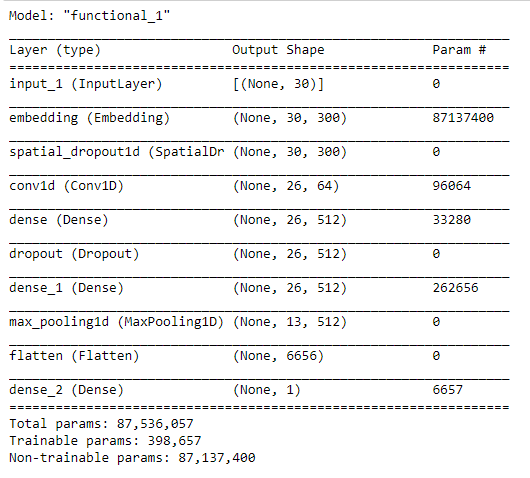 Model: "functional_1"
_________________________________________________________________
Layer (type)                 Output Shape              Param #
=================================================================
input_1 (InputLayer)         [(None, 30)]              0
_________________________________________________________________
embedding (Embedding)        (None, 30, 300)           87137400
_________________________________________________________________
spatial_dropout1d (SpatialDr (None, 30, 300)           0
_________________________________________________________________
conv1d (Conv1D)              (None, 26, 64)            96064
_________________________________________________________________
dense (Dense)                (None, 26, 512)           33280
_________________________________________________________________
dropout (Dropout)            (None, 26, 512)           0
_________________________________________________________________
dense_1 (Dense)              (None, 26, 512)           262656
_________________________________________________________________
max_pooling1d (MaxPooling1D) (None, 13, 512)           0
_________________________________________________________________
flatten (Flatten)            (None, 6656)              0
_________________________________________________________________
dense_2 (Dense)              (None, 1)                 6657
=================================================================
Total params: 87,536,057
Trainable params: 398,657
Non-trainable params: 87,137,400